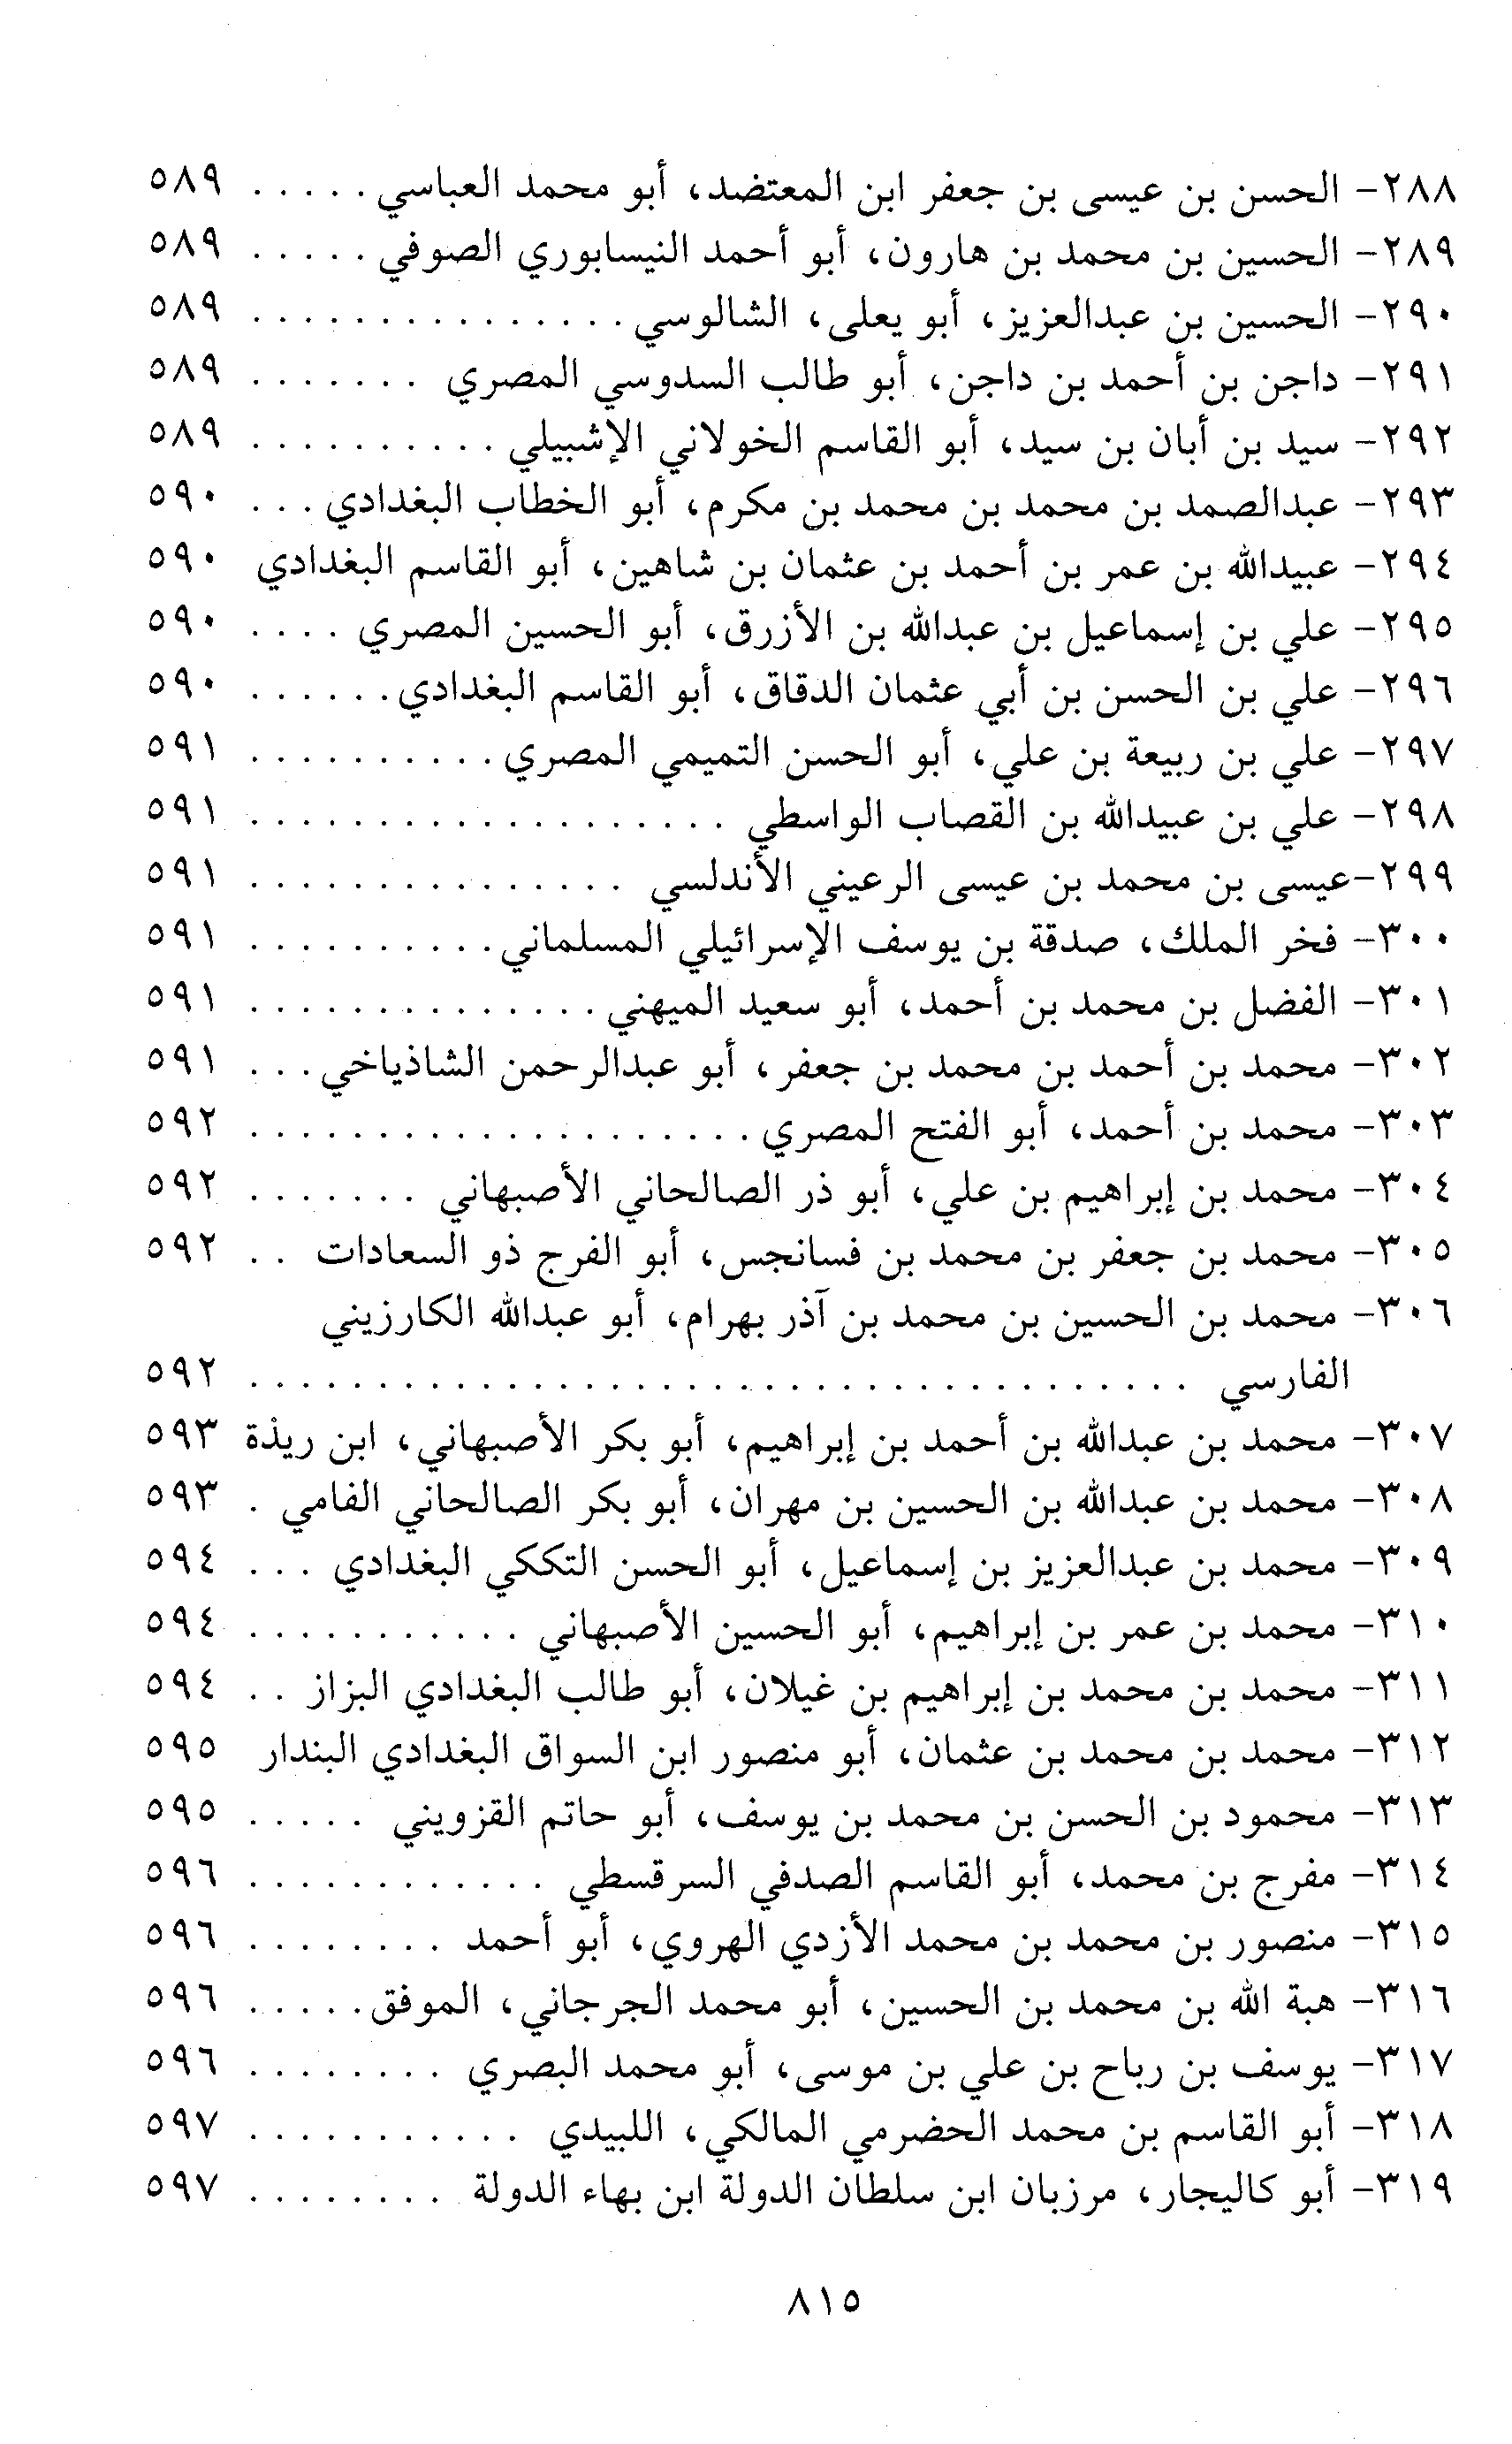 ٢٨٨- الحسن بن عيسى بن جعفر ابن المعتضد، أبو محمد العباسي . . . . . ٥٨٩
٢٨٩- الحسين بن محمد بن هارون، أبو أحمد النيسابوري الصوفي . . . . . ٥٨٩
٢٩٠- الحسين بن عبدالعزيز، أبو يعلى، الشالوسي . . . . . . . . . . . . . . . ٥٨٩
٢٩١- داجن بن أحمد بن داجن، أبو طالب السدوسي المصري . . . . . . . ٥٨٩
٢٩٢- سيد بن أبان بن سيد، أبو القاسم الخولاني الإشبيلي . . . . . . . . . . ٥٨٩
٢٩٣- عبدالصمد بن محمد بن محمد بن مكرم، أبو الخطاب البغدادي . . . ٥٩٠
٢٩٤- عبيدالله بن عمر بن أحمد بن عثمان بن شاهين، أبو القاسم البغدادي ٥٩٠
٢٩٥- علي بن إسماعيل بن عبدالله بن الأزرق، أبو الحسين المصري . . . . ٥٩٠
٢٩٦- علي بن الحسن بن أبي عثمان الدقاق، أبو القاسم البغدادي . . . . . . ٥٩٠
٢٩٧- علي بن ربيعة بن علي، أبو الحسن التميمي المصري . . . . . . . . . . ٥٩١
٢٩٨- علي بن عبيدالله بن القصاب الواسطي . . . . . . . . . . . . . . . . . . . ٥٩١
٢٩٩-عيسى بن محمد بن عيسى الرعيني الأندلسي . . . . . . . . . . . . . . . ٥٩١
٣٠٠- فخر الملك، صدقة بن يوسف الإسرائيلي المسلماني . . . . . . . . . . ٥٩١
٣٠١- الفضل بن محمد بن أحمد، أبو سعيد الميهني . . . . . . . . . . . . . . ٥٩١
٣٠٢- محمد بن أحمد بن محمد بن جعفر، أبو عبدالرحمن الشاذياخي . . . ٥٩١
٣٠٣- محمد بن أحمد، أبو الفتح المصري . . . . . . . . . . . . . . . . . . . . ٥٩٢
٣٠٤- محمد بن إبراهيم بن علي، أبو ذر الصالحاني الأصبهاني . . . . . . . ٥٩٢
٣٠٥- محمد بن جعفر بن محمد بن فسانجس، أبو الفرج ذو السعادات . . ٥٩٢
٣٠٦- محمد بن الحسين بن محمد بن آذر بهرام، أبو عبدالله الكارزيني
الفارسي . . . . . . . . . . . . . . . . . . . . . . . . . . . . . . . . . . . . . ٥٩٢
٣٠٧- محمد بن عبدالله بن أحمد بن إبراهيم، أبو بكر الأصبهاني، ابن ريذة ٥٩٣
٣٠٨- محمد بن عبدالله بن الحسين بن مهران، أبو بكر الصالحاني الفامي . ٥٩٣
٣٠٩- محمد بن عبدالعزيز بن إسماعيل، أبو الحسن التككي البغدادي . . . ٥٩٤
٣١٠- محمد بن عمر بن إبراهيم، أبو الحسين الأصبهاني . . . . . . . . . . . ٥٩٤
٣١١- محمد بن محمد بن إبراهيم بن غيلان، أبو طالب البغدادي البزاز . . ٥٩٤
٣١٢- محمد بن محمد بن عثمان، أبو منصور ابن السواق البغدادي البندار ٥٩٥
٣١٣- محمود بن الحسن بن محمد بن يوسف، أبو حاتم القزويني . . . . . ٥٩٥
٣١٤- مفرج بن محمد، أبو القاسم الصدفي السرقسطي . . . . . . . . . . . . ٥٩٦
٣١٥- منصور بن محمد بن محمد الأزدي الهروي، أبو أحمد . . . . . . . . ٥٩٦
٣١٦- هبة الله بن محمد بن الحسين، أبو محمد الجرجاني، الموفق . . . . . ٥٩٦
٣١٧- يوسف بن رباح بن علي بن موسى، أبو محمد البصري . . . . . . . . ٥٩٦
٣١٨- أبو القاسم بن محمد الحضرمي المالكي، اللبيدي . . . . . . . . . . . ٥٩٧
٣١٩- أبو كاليجار، مرزبان ابن سلطان الدولة ابن بهاء الدولة . . . . . . . . ٥٩٧
٨١٥